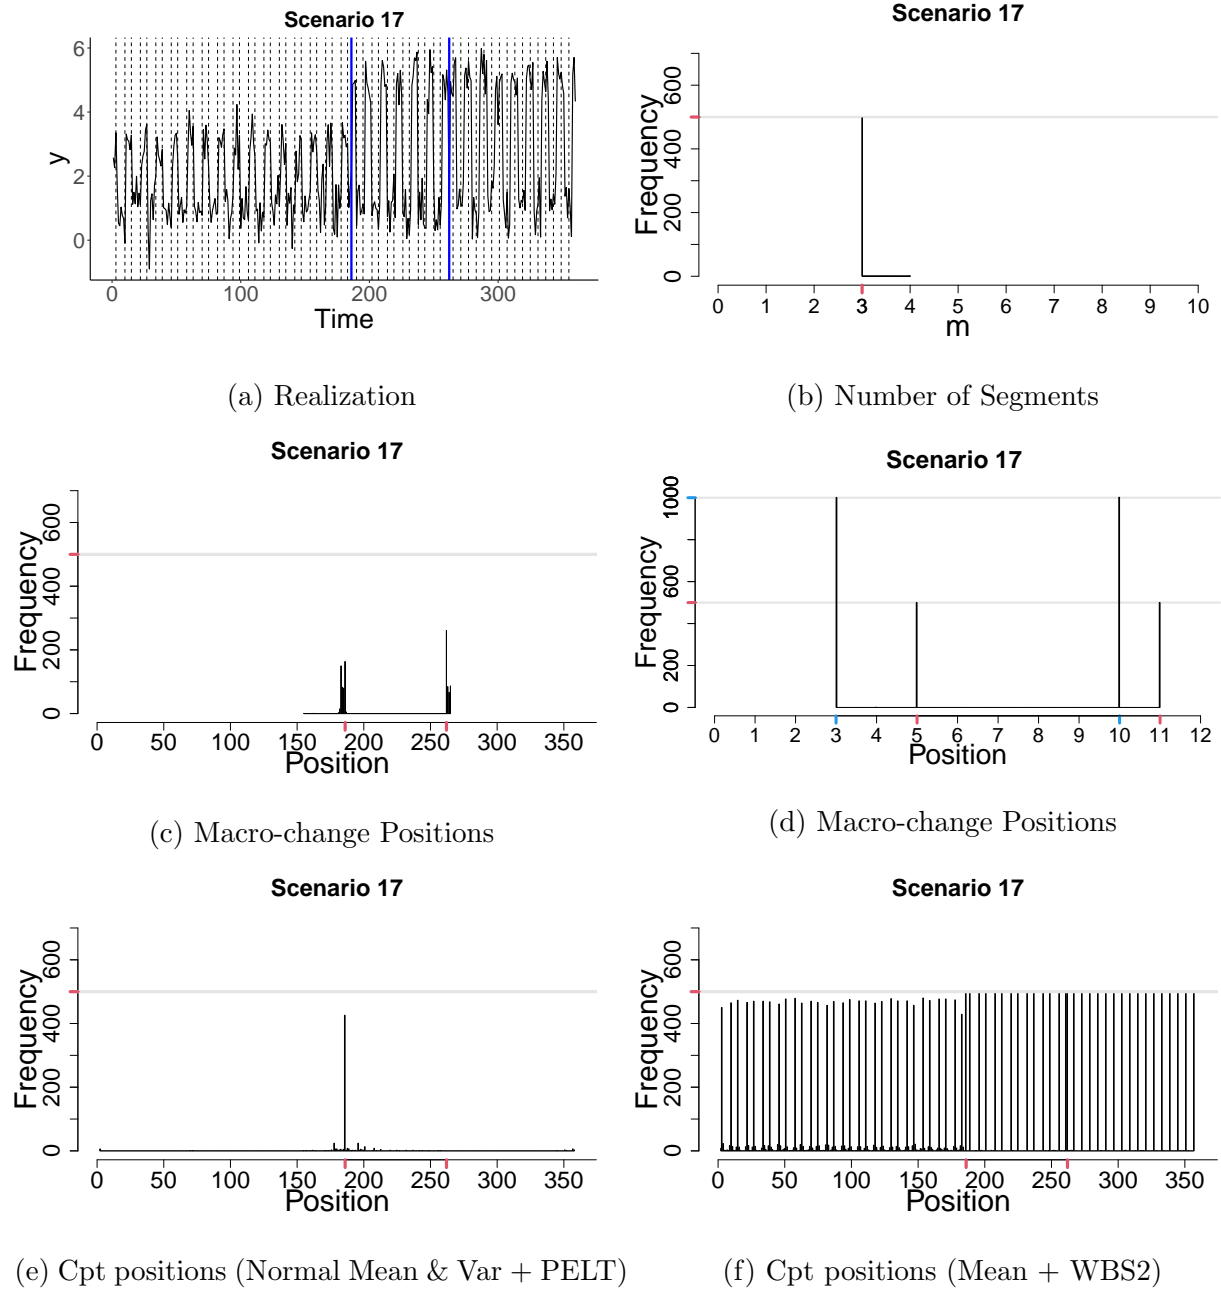 Scenario 17
y
6
4
2
0
0 100 200 300
Time
(a) Realization
Scenario 17
Frequency
0 200 400 600
0 1 2 3 4 5 6 7 8 9 10
m
(b) Number of Segments
Scenario 17
Frequency
0 200 400 600
0 50 100 150 200 250 300 350
Position
(c) Macro-change Positions
Scenario 17
Frequency
0 200 600 1000
0 1 2 3 4 5 6 7 8 9 10 11 12
Position
(d) Macro-change Positions
Scenario 17
Frequency
0 200 400 600
0 50 100 150 200 250 300 350
Position
(e) Cpt positions (Normal Mean & Var + PELT)
Scenario 17
Frequency
0 200 400 600
0 50 100 150 200 250 300 350
Position
(f) Cpt positions (Mean + WBS2)